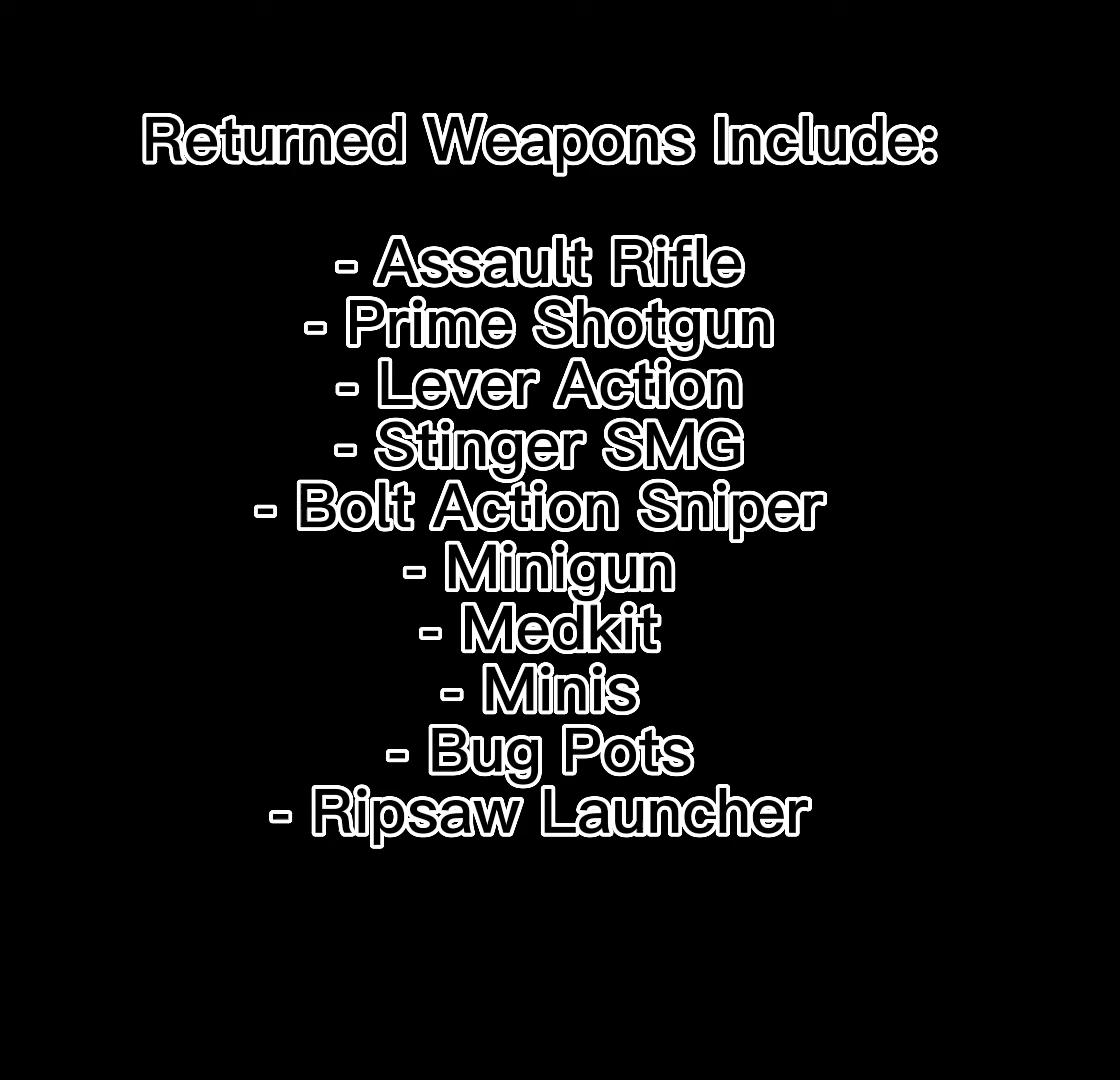 Returned Weapons Include:
- Assault Rifle
- Prime Shotgun
- Lever Action
- Stinger SMG
- Bolt Action Sniper
- Minigun
- Medkit
- Minis
- Bug Pots
- Ripsaw Launcher